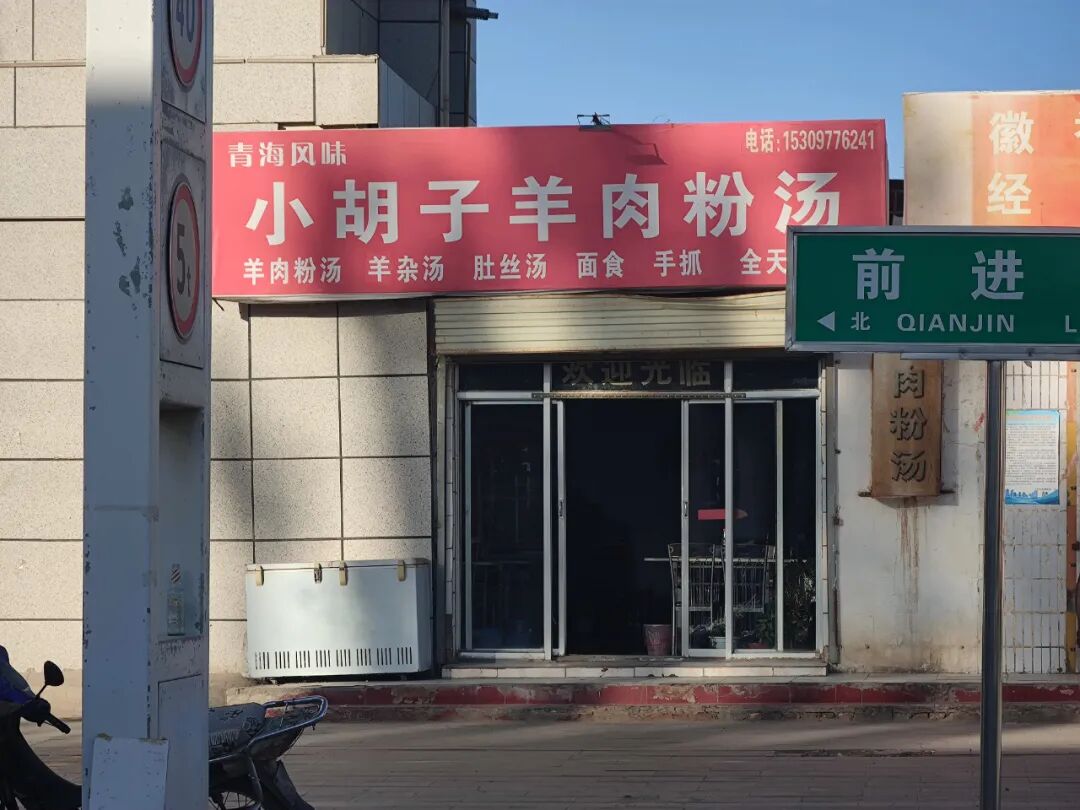 40
5t
青海风味
电话:15309776241
小胡子羊肉粉汤
羊肉粉汤 羊杂汤 肚丝汤 面食 手抓 全天
徽
经
前进
◀北 QIANJIN L
欢迎光临
肉粉汤